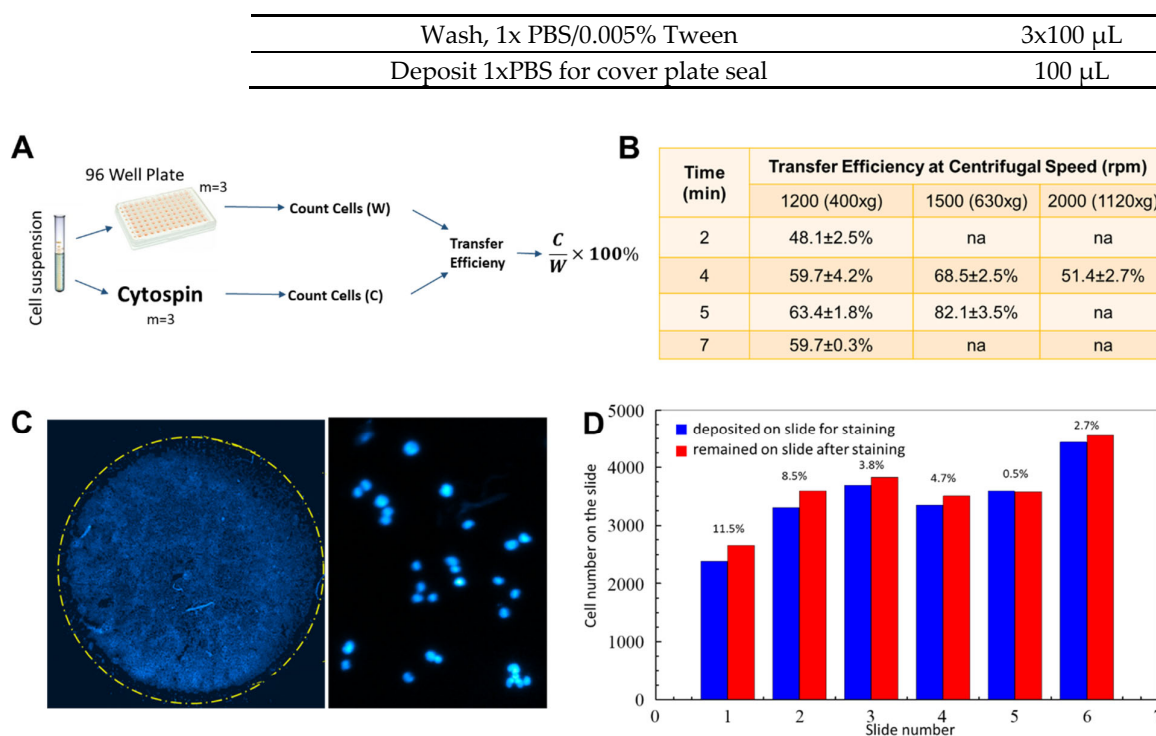 Wash, 1x PBS/0.005% Tween 3x100 µL
Deposit 1xPBS for cover plate seal 100 µL
A
96 Well Plate
m=3
Cell suspension
Count Cells (W)
Cytospin
m=3
Count Cells (C)
Transfer
Efficieny
C/W × 100%
B
Time (min) Transfer Efficiency at Centrifugal Speed (rpm)
1200 (400xg) 1500 (630xg) 2000 (1120xg)
2 48.1±2.5% na na
4 59.7±4.2% 68.5±2.5% 51.4±2.7%
5 63.4±1.8% 82.1±3.5% na
7 59.7±0.3% na na
C
D
deposited on slide for staining
remained on slide after staining
Cell number on the slide
5000
4000
3000
2000
1000
0
11.5%
8.5%
3.8%
4.7%
0.5%
2.7%
0 1 2 3 4 5 6 7
Slide number